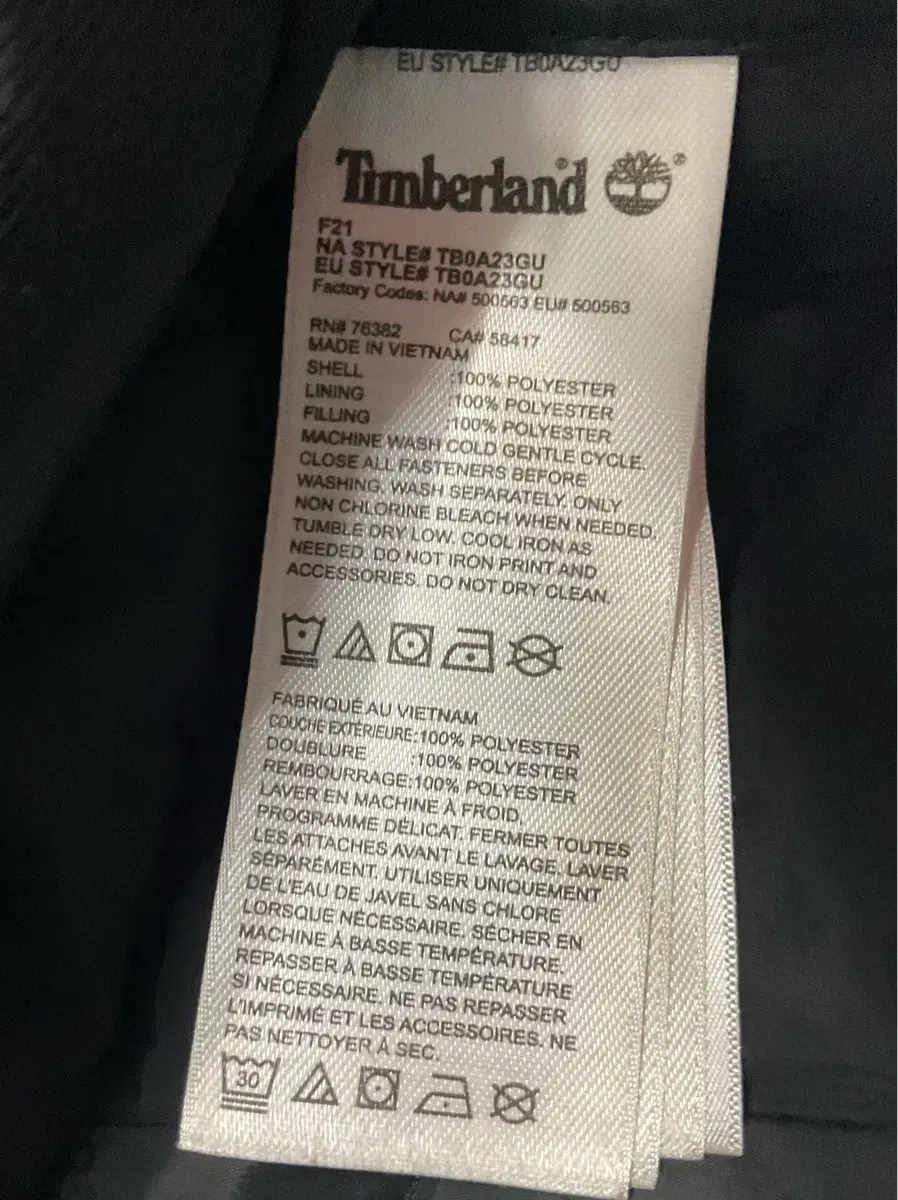 EU STYLE# TB0A23GU
Timberland
F21
NA STYLE# TB0A23GU
EU STYLE# TB0A23GU
Factory Codes: NA# 500563 EU# 500563
RN# 76382 CA# 58417
MADE IN VIETNAM
SHELL :100% POLYESTER
LINING :100% POLYESTER
FILLING :100% POLYESTER
MACHINE WASH COLD GENTLE CYCLE.
CLOSE ALL FASTENERS BEFORE
WASHING. WASH SEPARATELY. ONLY
NON CHLORINE BLEACH WHEN NEEDED.
TUMBLE DRY LOW. COOL IRON AS
NEEDED. DO NOT IRON PRINT AND
ACCESSORIES. DO NOT DRY CLEAN.
FABRIQUÉ AU VIETNAM
COUCHE EXTÉRIEURE:100% POLYESTER
DOUBLURE :100% POLYESTER
REMBOURRAGE:100% POLYESTER
LAVER EN MACHINE À FROID.
PROGRAMME DÉLICAT. FERMER TOUTES
LES ATTACHES AVANT LE LAVAGE. LAVER
SÉPARÉMENT. UTILISER UNIQUEMENT
DE L'EAU DE JAVEL SANS CHLORE
LORSQUE NÉCESSAIRE. SÉCHER EN
MACHINE À BASSE TEMPÉRATURE.
REPASSER À BASSE TEMPÉRATURE
SI NÉCESSAIRE. NE PAS REPASSER
L'IMPRIMÉ ET LES ACCESSOIRES. NE
PAS NETTOYER À SEC.
30